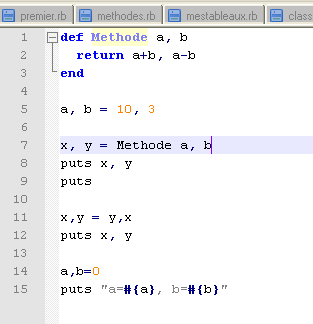 premier.rb methodes.rb mestableaux.rb class
1 def Methode a, b
2 return a+b, a-b
3 end
4
5 a, b = 10, 3
6
7 x, y = Methode a, b
8 puts x, y
9 puts
10
11 x,y = y,x
12 puts x, y
13
14 a,b=0
15 puts "a=#{a}, b=#{b}"